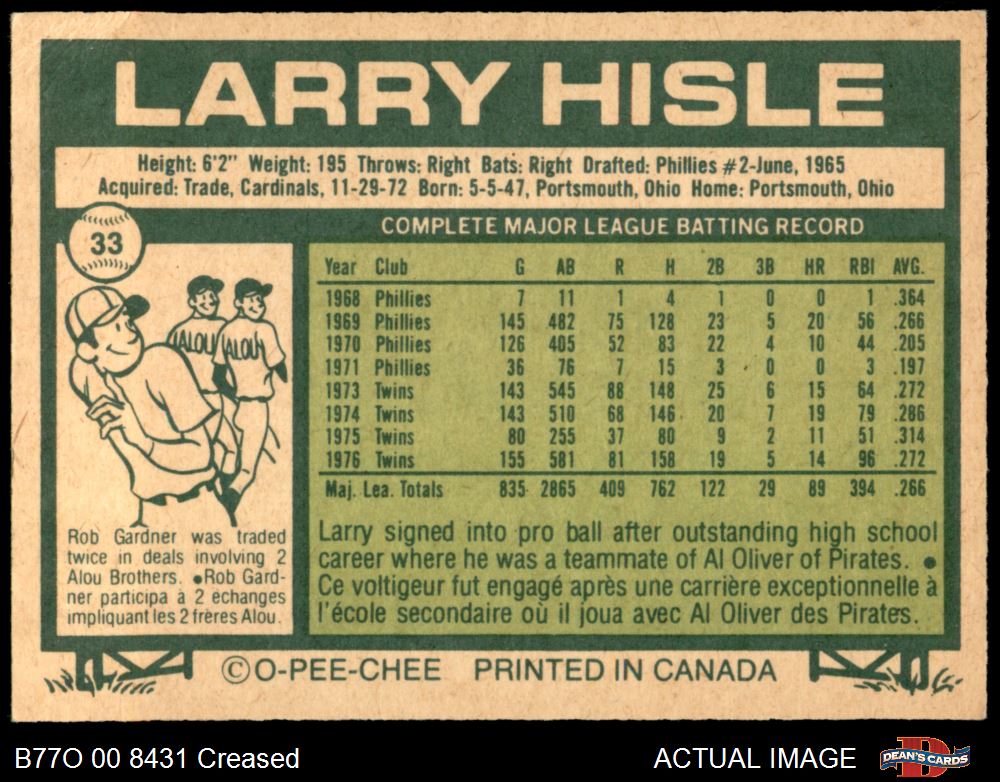 LARRY HISLE
Height: 6'2" Weight: 195 Throws: Right Bats: Right Drafted: Phillies #2-June, 1965
Acquired: Trade, Cardinals, 11-29-72 Born: 5-5-47, Portsmouth, Ohio Home: Portsmouth, Ohio
33
COMPLETE MAJOR LEAGUE BATTING RECORD
Year Club G AB R H 2B 3B HR RBI AVG.
1968 Phillies 7 11 1 4 1 0 0 1 .364
1969 Phillies 145 482 75 128 23 5 20 56 .266
1970 Phillies 126 405 52 83 22 4 10 44 .205
1971 Phillies 36 76 7 15 3 0 0 3 .197
1973 Twins 143 545 88 148 25 6 15 64 .272
1974 Twins 143 510 68 146 20 7 19 79 .286
1975 Twins 80 255 37 80 9 2 11 51 .314
1976 Twins 155 581 81 158 19 5 14 96 .272
Maj. Lea. Totals 835 2865 409 762 122 29 89 394 .266
ALOU ALOU
Rob Gardner was traded
twice in deals involving 2
Alou Brothers. ●Rob Gard-
ner participa à 2 échanges
impliquant les 2 frères Alou.
Larry signed into pro ball after outstanding high school
career where he was a teammate of Al Oliver of Pirates. ●
Ce voltigeur fut engagé après une carrière exceptionnelle à
l'école secondaire où il joua avec Al Oliver des Pirates.
©O-PEE-CHEE PRINTED IN CANADA
B77O 00 8431 Creased
ACTUAL IMAGE
DEAN'S CARDS